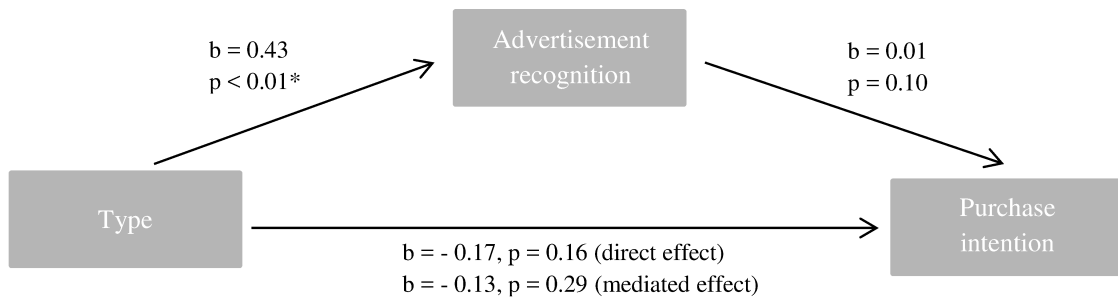 b = 0.43
p < 0.01*
Advertisement
recognition
b = 0.01
p = 0.10
Type
Purchase
intention
b = - 0.17, p = 0.16 (direct effect)
b = - 0.13, p = 0.29 (mediated effect)